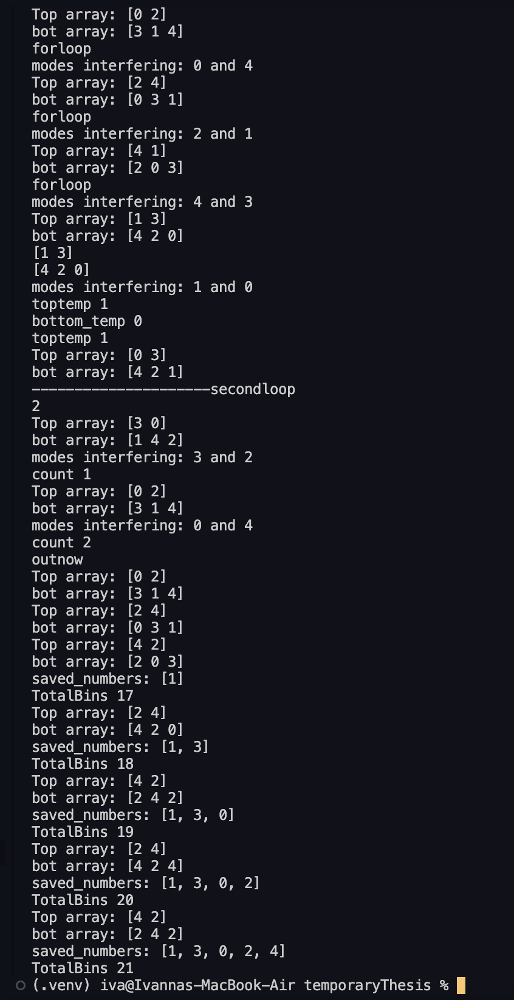 Top array: [0 2]
bot array: [3 1 4]
forloop
modes interfering: 0 and 4
Top array: [2 4]
bot array: [0 3 1]
forloop
modes interfering: 2 and 1
Top array: [4 1]
bot array: [2 0 3]
forloop
modes interfering: 4 and 3
Top array: [1 3]
bot array: [4 2 0]
[1 3]
[4 2 0]
modes interfering: 1 and 0
toptemp 1
bottom_temp 0
toptemp 1
Top array: [0 3]
bot array: [4 2 1]
---------------------secondloop
2
Top array: [3 0]
bot array: [1 4 2]
modes interfering: 3 and 2
count 1
Top array: [0 2]
bot array: [3 1 4]
modes interfering: 0 and 4
count 2
outnow
Top array: [0 2]
bot array: [3 1 4]
Top array: [2 4]
bot array: [0 3 1]
Top array: [4 2]
bot array: [2 0 3]
saved_numbers: [1]
TotalBins 17
Top array: [2 4]
bot array: [4 2 0]
saved_numbers: [1, 3]
TotalBins 18
Top array: [4 2]
bot array: [2 4 2]
saved_numbers: [1, 3, 0]
TotalBins 19
Top array: [2 4]
bot array: [4 2 4]
saved_numbers: [1, 3, 0, 2]
TotalBins 20
Top array: [4 2]
bot array: [2 4 2]
saved_numbers: [1, 3, 0, 2, 4]
TotalBins 21
(.venv) iva@Ivannas-MacBook-Air temporaryThesis %